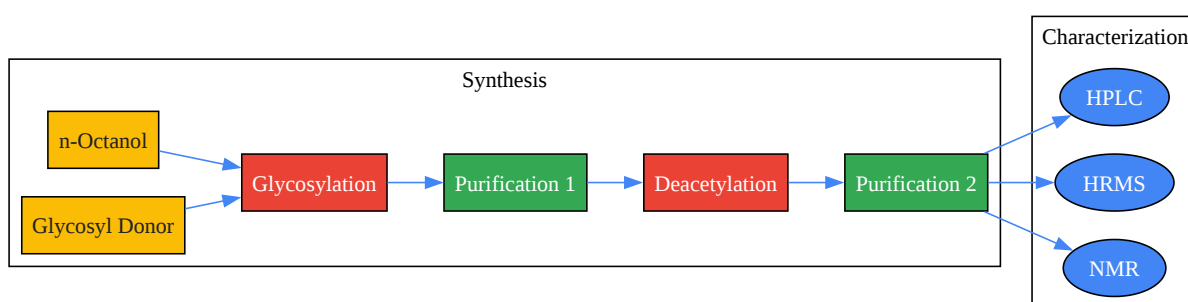 Characterization
Synthesis
HPLC
n-Octanol
Glycosylation
Purification 1
Deacetylation
Purification 2
HRMS
Glycosyl Donor
NMR